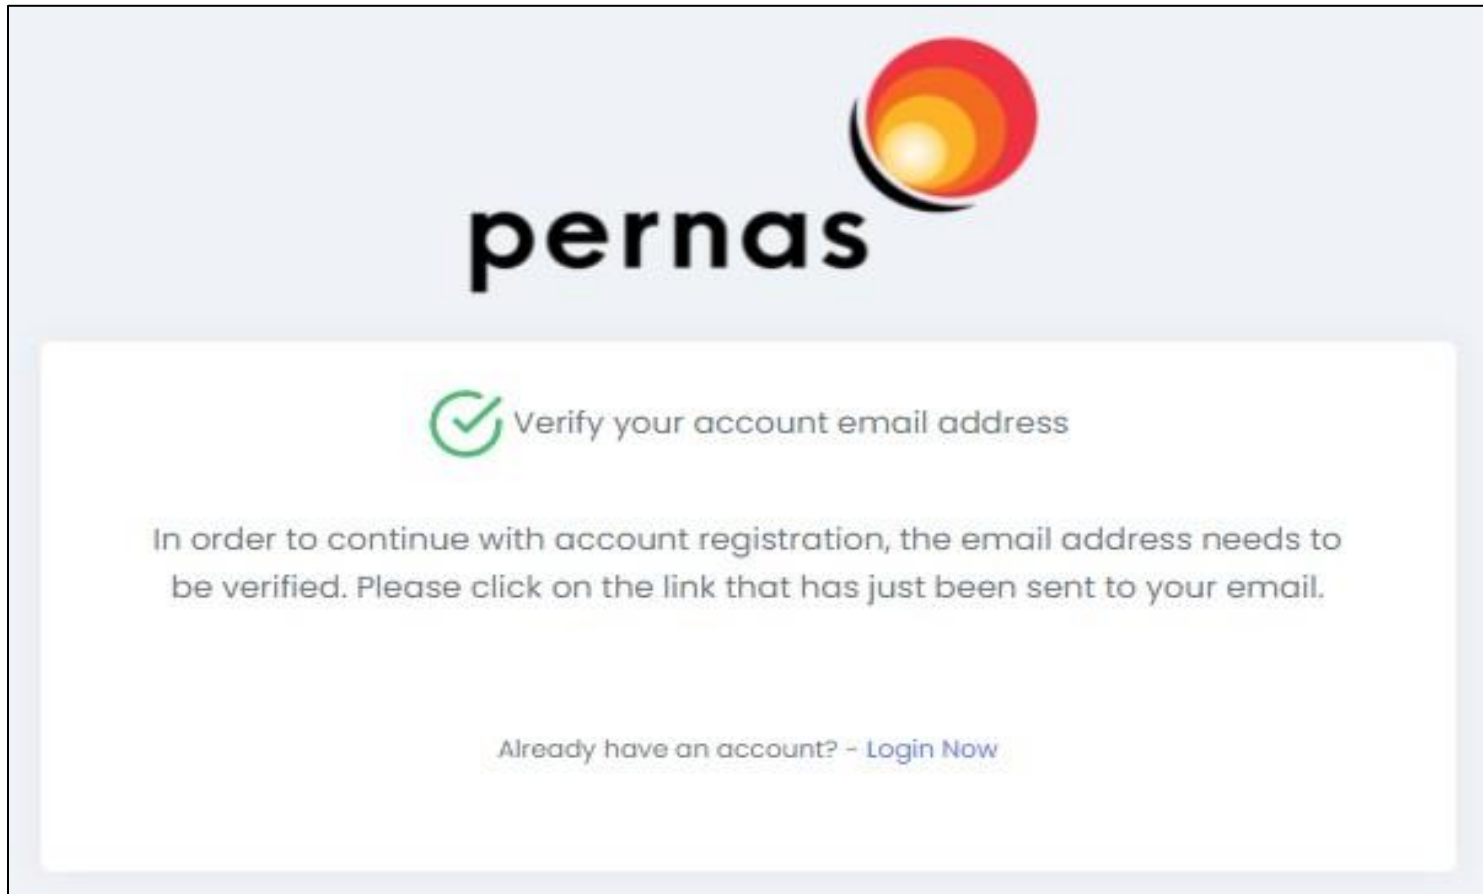 pernas
Verify your account email address
In order to continue with account registration, the email address needs to
be verified. Please click on the link that has just been sent to your email.
Already have an account? - Login Now